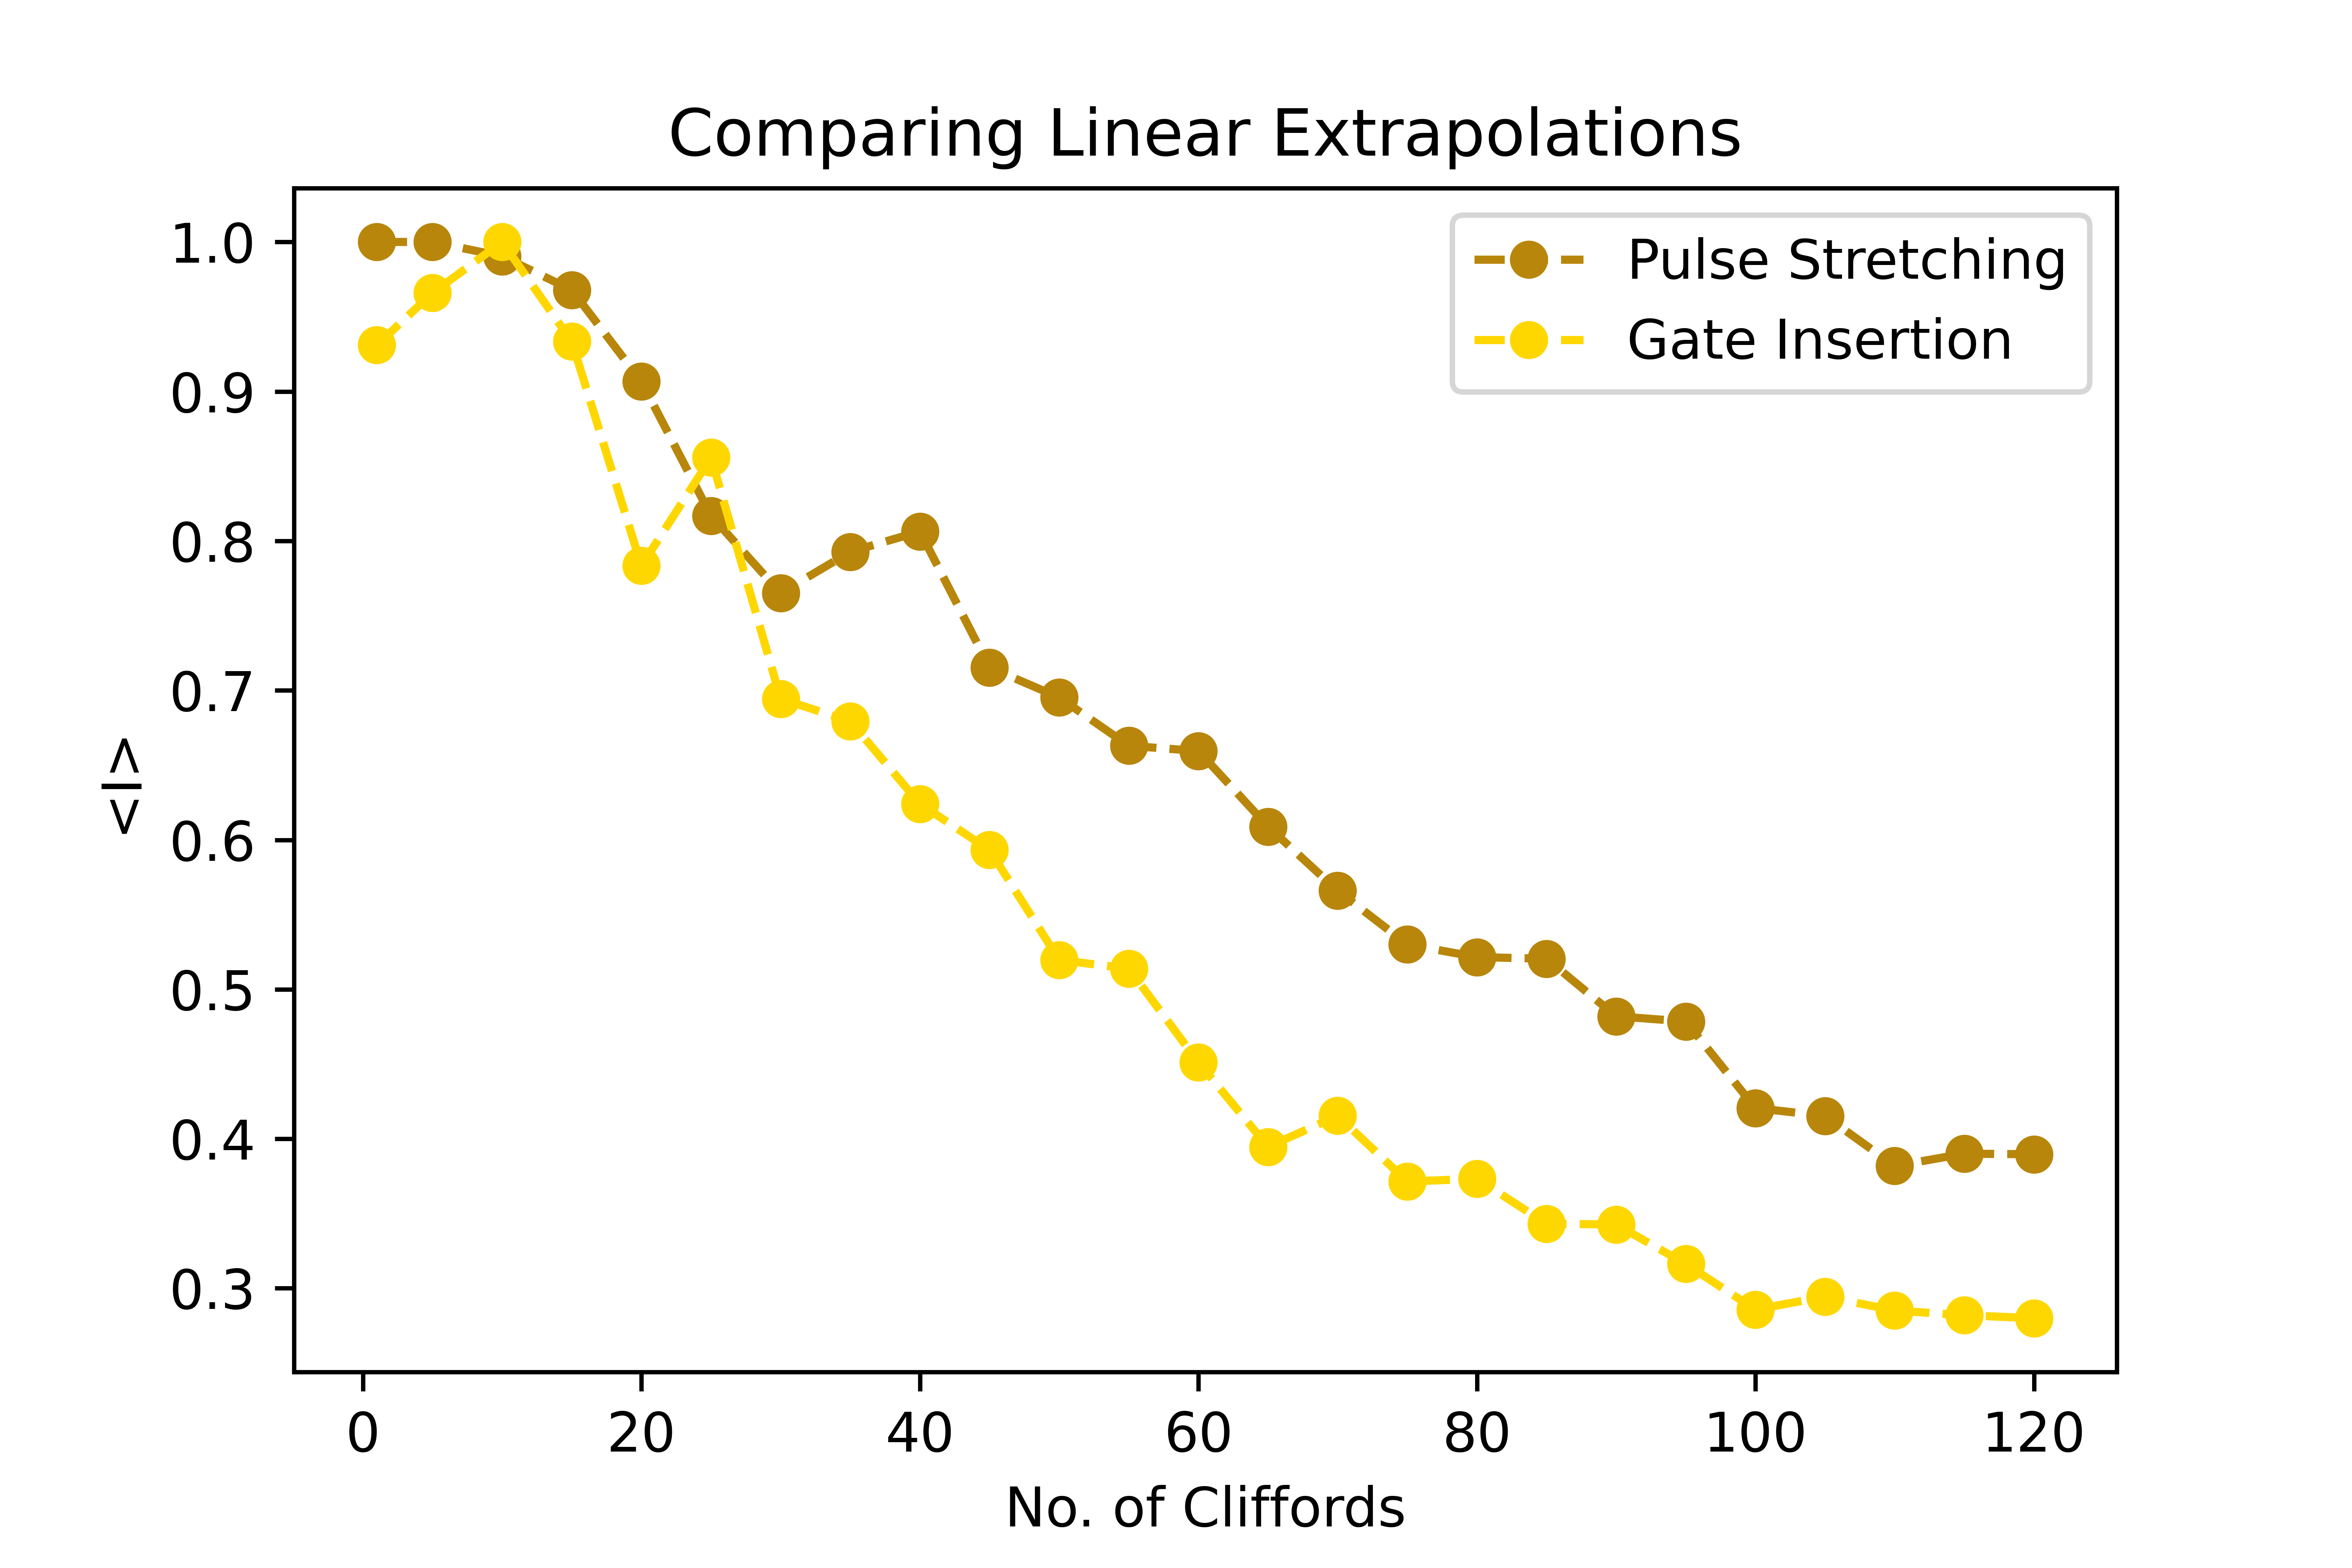 Comparing Linear Extrapolations
Pulse Stretching
Gate Insertion
1.0
0.9
0.8
0.7
0.6
0.5
0.4
0.3
<|>
0 20 40 60 80 100 120
No. of Cliffords